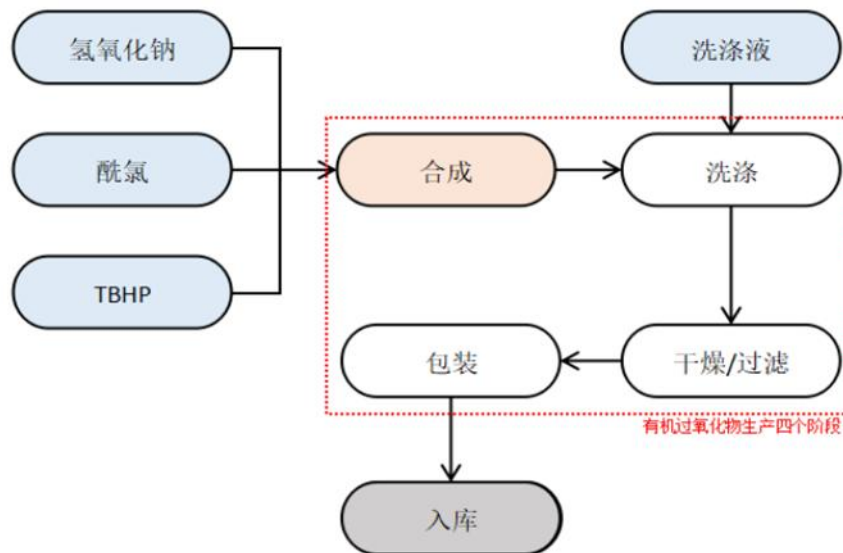 氢氧化钠
洗涤液
酰氯
合成
洗涤
TBHP
包装
干燥/过滤
有机过氧化物生产四个阶段
入库